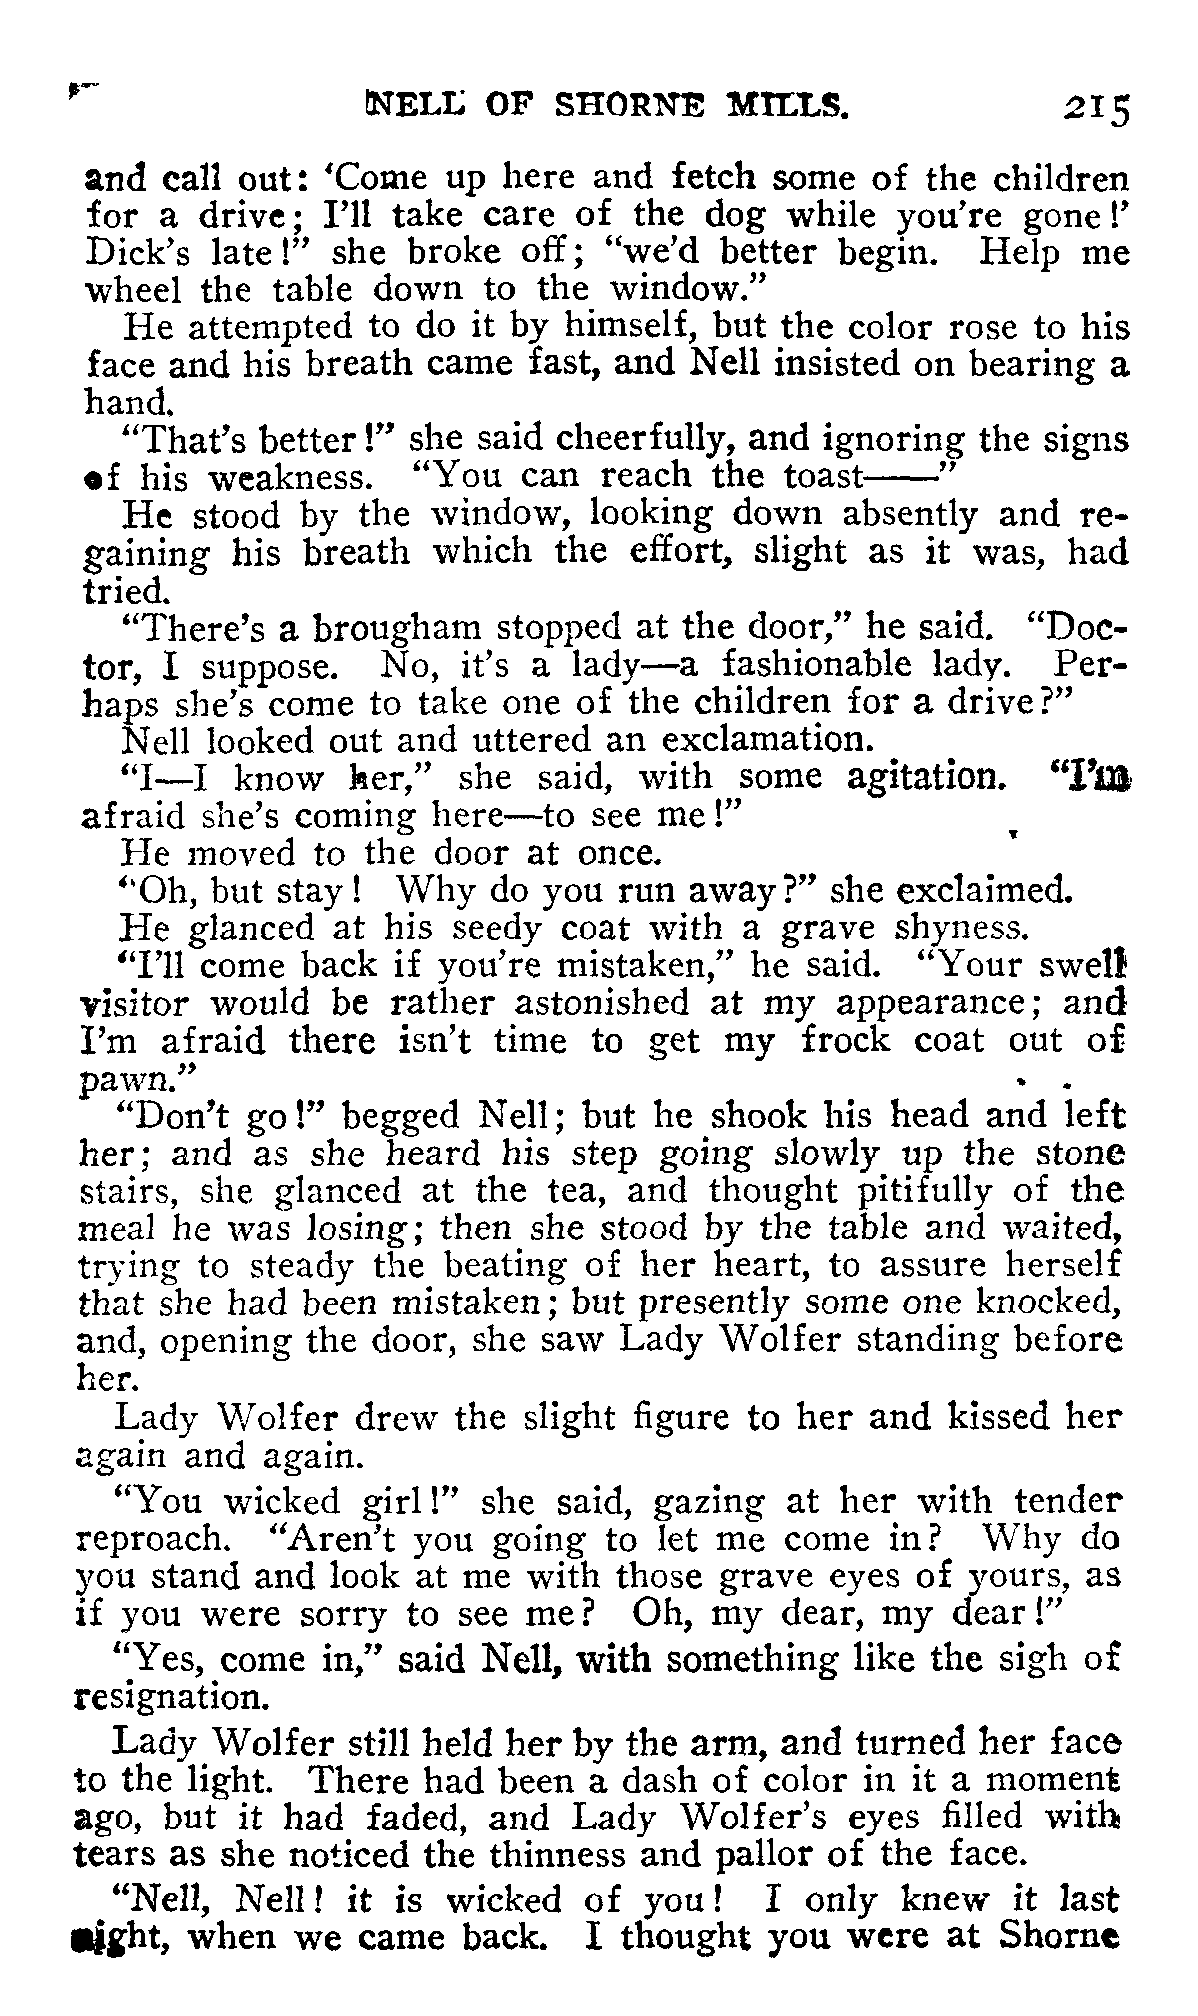 NELL OF SHORNE MILLS. 215
and call out: 'Come up here and fetch some of the children
for a drive; I'll take care of the dog while you're gone!'
Dick's late!" she broke off; "we'd better begin. Help me
wheel the table down to the window."
He attempted to do it by himself, but the color rose to his
face and his breath came fast, and Nell insisted on bearing a
hand.
"That's better!" she said cheerfully, and ignoring the signs
of his weakness. "You can reach the toast——"
He stood by the window, looking down absently and re-
gaining his breath which the effort, slight as it was, had
tried.
"There's a brougham stopped at the door," he said. "Doc-
tor, I suppose. No, it's a lady—a fashionable lady. Per-
haps she's come to take one of the children for a drive?"
Nell looked out and uttered an exclamation.
"I—I know her," she said, with some agitation. "I'm
afraid she's coming here—to see me!"
He moved to the door at once.
"Oh, but stay! Why do you run away?" she exclaimed.
He glanced at his seedy coat with a grave shyness.
"I'll come back if you're mistaken," he said. "Your swell
visitor would be rather astonished at my appearance; and
I'm afraid there isn't time to get my frock coat out of
pawn."
"Don't go!" begged Nell; but he shook his head and left
her; and as she heard his step going slowly up the stone
stairs, she glanced at the tea, and thought pitifully of the
meal he was losing; then she stood by the table and waited,
trying to steady the beating of her heart, to assure herself
that she had been mistaken; but presently some one knocked,
and, opening the door, she saw Lady Wolfer standing before
her.
Lady Wolfer drew the slight figure to her and kissed her
again and again.
"You wicked girl!" she said, gazing at her with tender
reproach. "Aren't you going to let me come in? Why do
you stand and look at me with those grave eyes of yours, as
if you were sorry to see me? Oh, my dear, my dear!"
"Yes, come in," said Nell, with something like the sigh of
resignation.
Lady Wolfer still held her by the arm, and turned her face
to the light. There had been a dash of color in it a moment
ago, but it had faded, and Lady Wolfer's eyes filled with
tears as she noticed the thinness and pallor of the face.
"Nell, Nell! it is wicked of you! I only knew it last
night, when we came back. I thought you were at Shorne